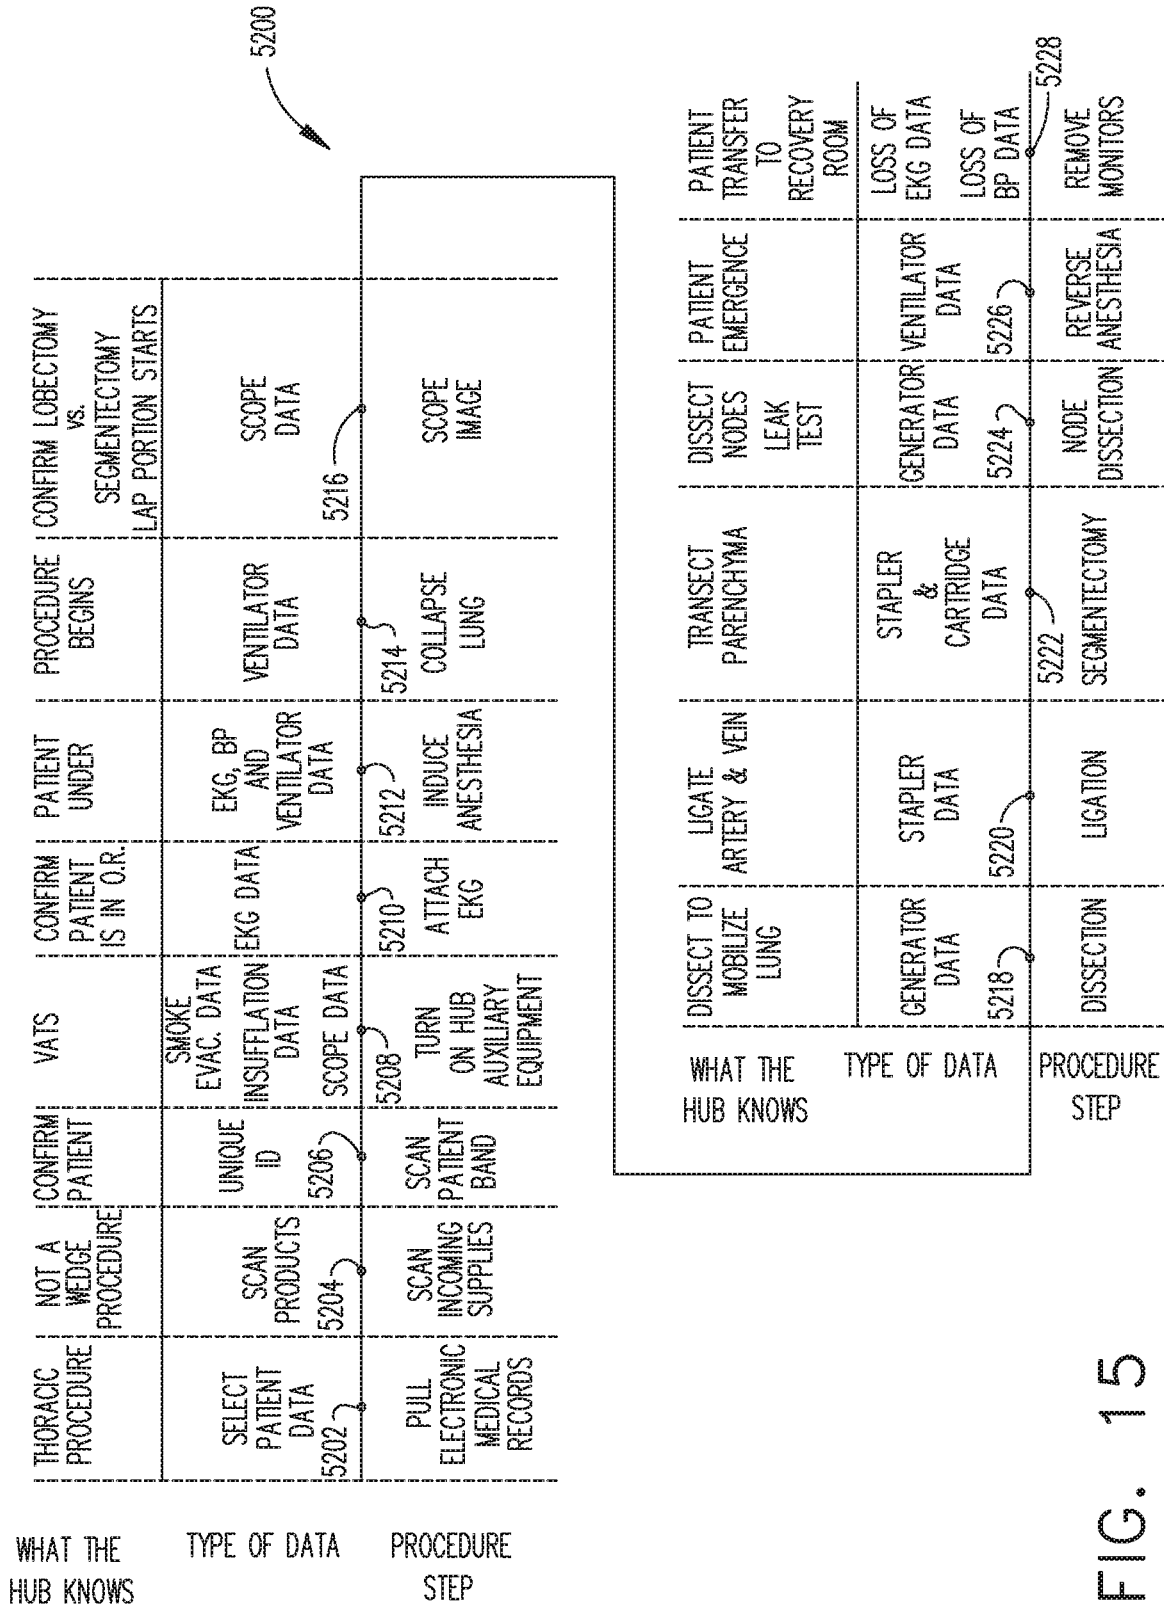 5200
WHAT THE
HUB KNOWS
THORACIC
PROCEDURE
NOT A
WEDGE
PROCEDURE
CONFIRM
PATIENT
VATS
CONFIRM
PATIENT
IS IN O.R.
PATIENT
UNDER
PROCEDURE
BEGINS
CONFIRM LOBECTOMY
vs.
SEGMENTECTOMY
LAP PORTION STARTS
TYPE OF DATA
SELECT
PATIENT
DATA
SCAN
PRODUCTS
UNIQUE
ID
SMOKE
EVAC. DATA
INSUFFLATION
DATA
SCOPE DATA
EKG DATA
EKG, BP
AND
VENTILATOR
DATA
VENTILATOR
DATA
SCOPE
DATA
5202
5204
5206
5208
5210
5212
5214
5216
PROCEDURE
STEP
PULL
ELECTRONIC
MEDICAL
RECORDS
SCAN
INCOMING
SUPPLIES
SCAN
PATIENT
BAND
TURN
ON HUB
AUXILIARY
EQUIPMENT
ATTACH
EKG
INDUCE
ANESTHESIA
COLLAPSE
LUNG
SCOPE
IMAGE
WHAT THE
HUB KNOWS
DISSECT TO
MOBILIZE
LUNG
LIGATE
ARTERY & VEIN
TRANSECT
PARENCHYMA
DISSECT
NODES
LEAK
TEST
PATIENT
EMERGENCE
PATIENT
TRANSFER
TO
RECOVERY
ROOM
TYPE OF DATA
GENERATOR
DATA
STAPLER
DATA
STAPLER
&
CARTRIDGE
DATA
GENERATOR
DATA
VENTILATOR
DATA
LOSS OF
EKG DATA
LOSS OF
BP DATA
5218
5220
5222
5224
5226
5228
PROCEDURE
STEP
DISSECTION
LIGATION
SEGMENTECTOMY
NODE
DISSECTION
REVERSE
ANESTHESIA
REMOVE
MONITORS
FIG. 15